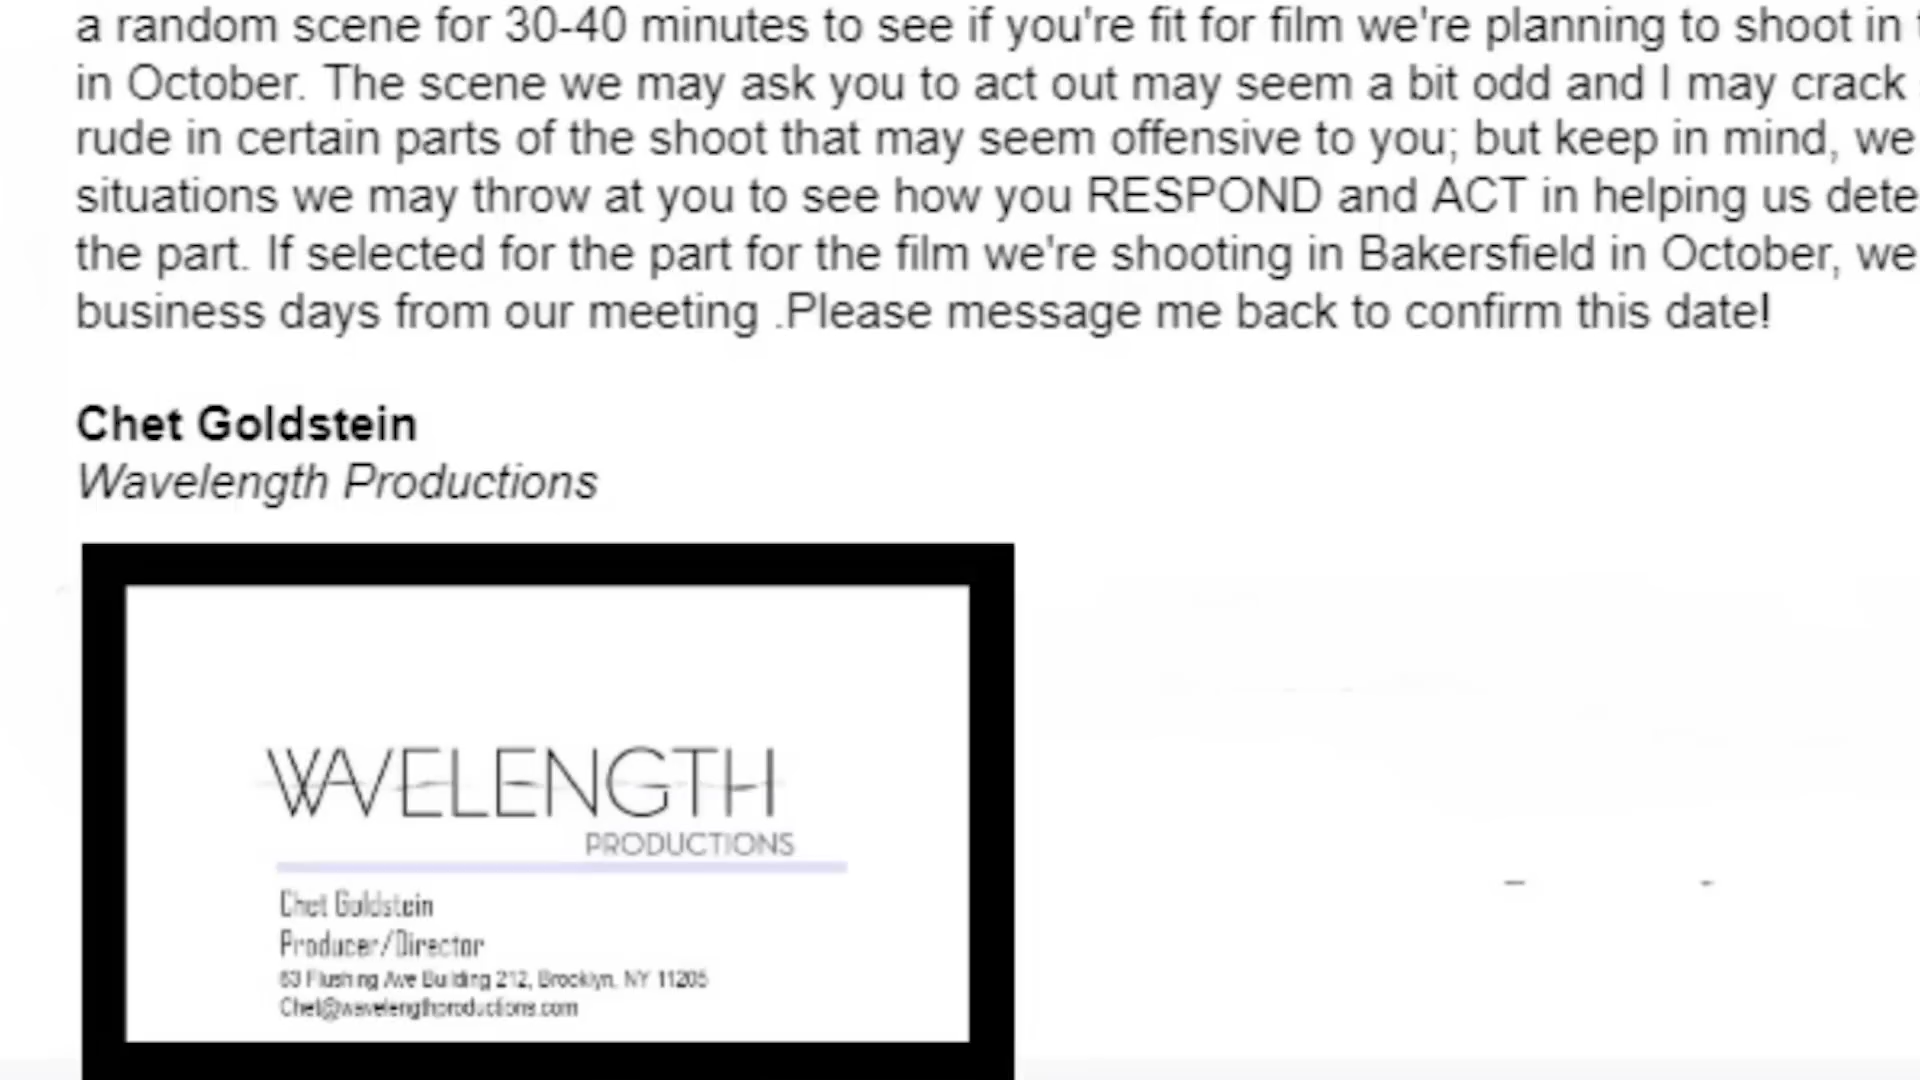 a random scene for 30-40 minutes to see if you're fit for film we're planning to shoot in
in October. The scene we may ask you to act out may seem a bit odd and I may crack
rude in certain parts of the shoot that may seem offensive to you; but keep in mind, we
situations we may throw at you to see how you RESPOND and ACT in helping us dete
the part. If selected for the part for the film we're shooting in Bakersfield in October, we
business days from our meeting .Please message me back to confirm this date!
Chet Goldstein
Wavelength Productions
WAVELENGTH
PRODUCTIONS
Chet Goldstein
Producer/Director
63 Flushing Ave Building 212, Brooklyn, NY 11205
Chet@wavelengthproductions.com